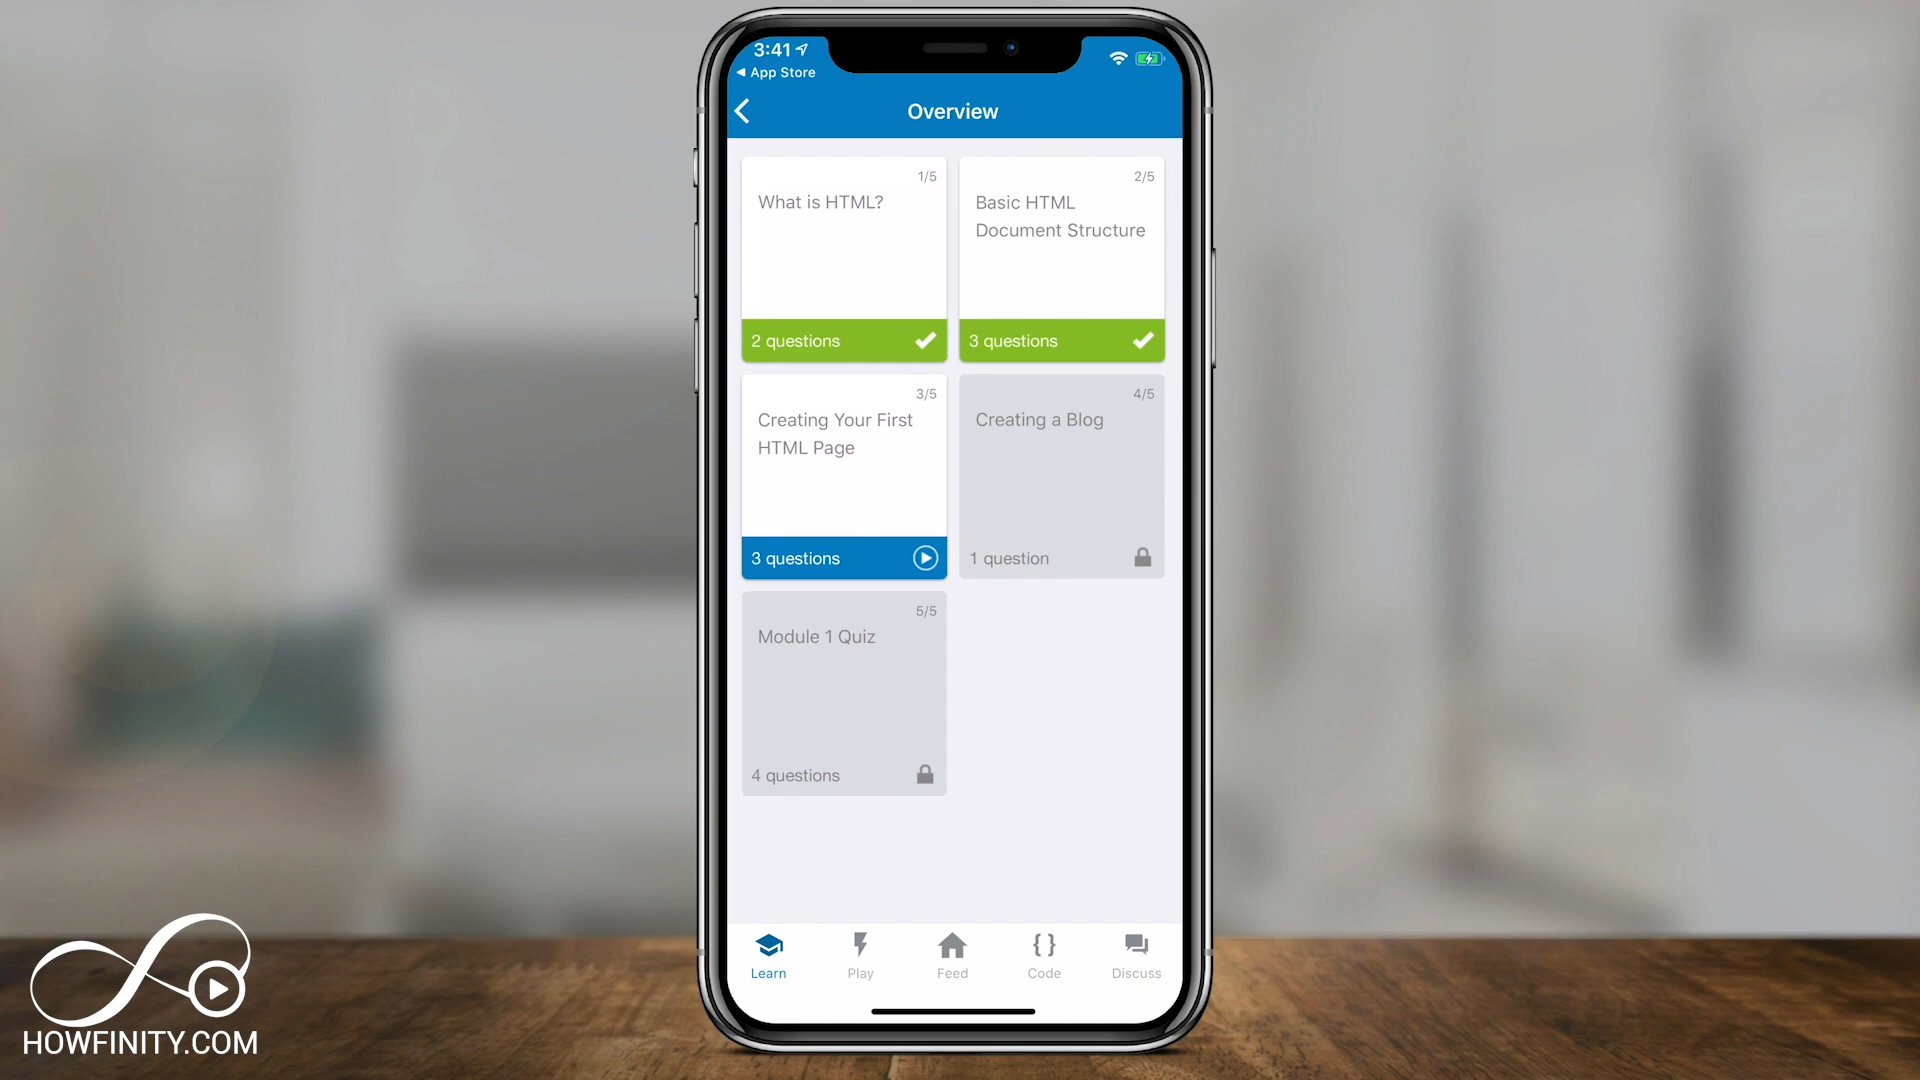 3:41
App Store
Overview
1/5
What is HTML?
2 questions
2/5
Basic HTML
Document Structure
3 questions
3/5
Creating Your First
HTML Page
3 questions
4/5
Creating a Blog
1 question
5/5
Module 1 Quiz
4 questions
Learn
Play
Feed
Code
Discuss
HOWFINITY.COM